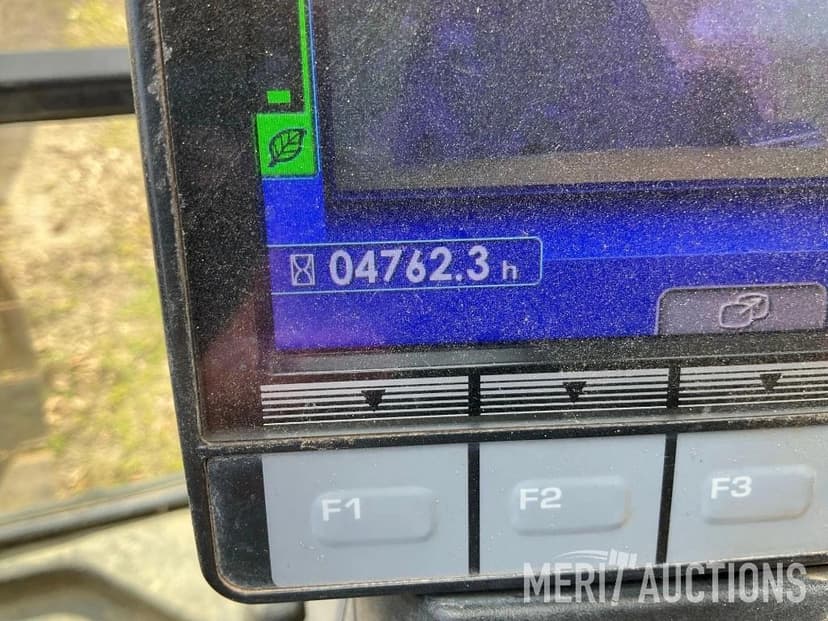 04762.3 h
F1 F2 F3
MERIT AUCTIONS